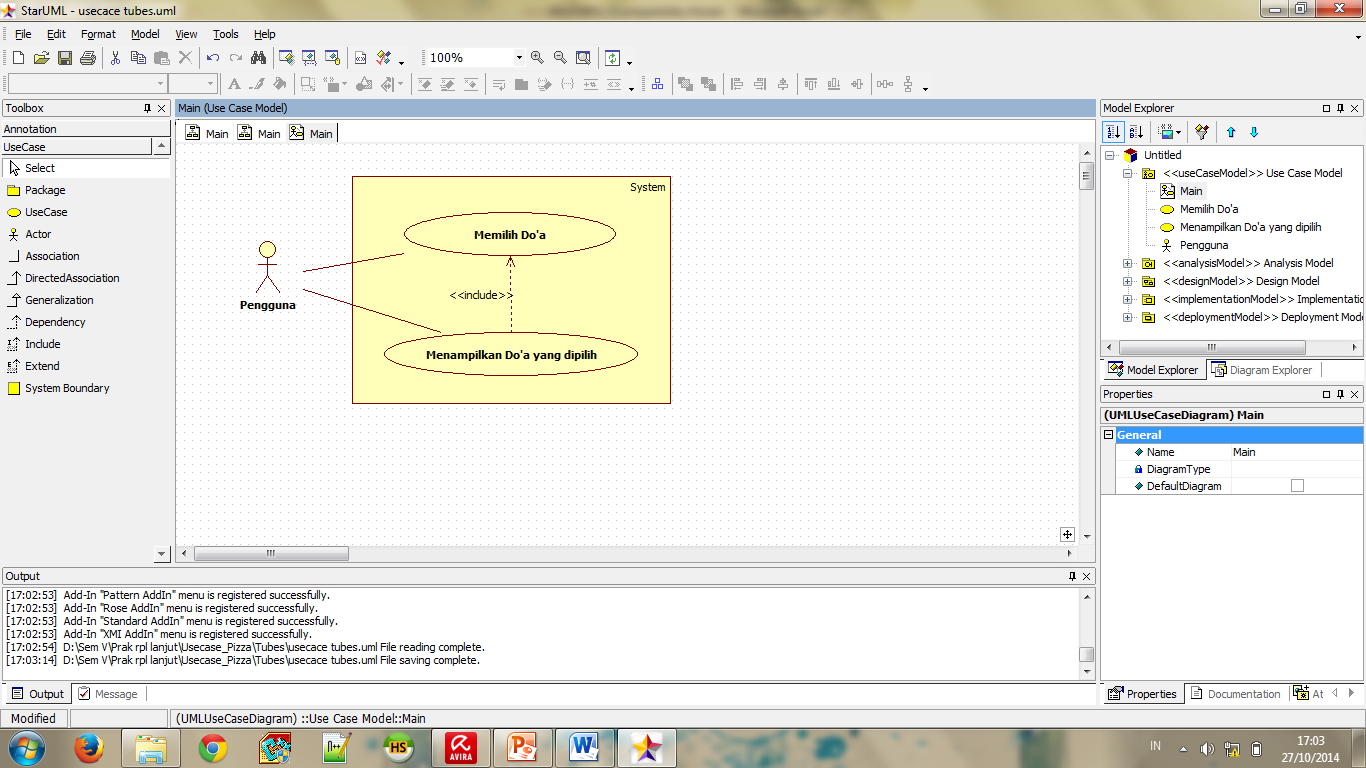 StarUML - usecace tubes.uml
File Edit Format Model View Tools Help
100%
Toolbox
Annotation
UseCase
Select
Package
UseCase
Actor
Association
DirectedAssociation
Generalization
Dependency
Include
Extend
System Boundary
Main (Use Case Model)
Main Main Main
System
Memilih Do'a
<<include>>
Pengguna
Menampilkan Do'a yang dipilih
Model Explorer
Untitled
<<useCaseModel>> Use Case Model
Main
Memilih Do'a
Menampilkan Do'a yang dipilih
Pengguna
<<analysisModel>> Analysis Model
<<designModel>> Design Model
<<implementationModel>> Implementatio
<<deploymentModel>> Deployment Mode
Model Explorer Diagram Explorer
Properties
(UMLUseCaseDiagram) Main
General
Name Main
DiagramType
DefaultDiagram
Properties Documentation At
Output
[17:02:53] Add-In "Pattern AddIn" menu is registered successfully.
[17:02:53] Add-In "Rose AddIn" menu is registered successfully.
[17:02:53] Add-In "Standard AddIn" menu is registered successfully.
[17:02:53] Add-In "XMI AddIn" menu is registered successfully.
[17:02:54] D:\Sem V\Prak rpl lanjut\Usecase_Pizza\Tubes\usecace tubes.uml File reading complete.
[17:03:14] D:\Sem V\Prak rpl lanjut\Usecase_Pizza\Tubes\usecace tubes.uml File saving complete.
Output Message
Modified (UMLUseCaseDiagram) ::Use Case Model::Main
HS
AVIRA
IN
17:03
27/10/2014